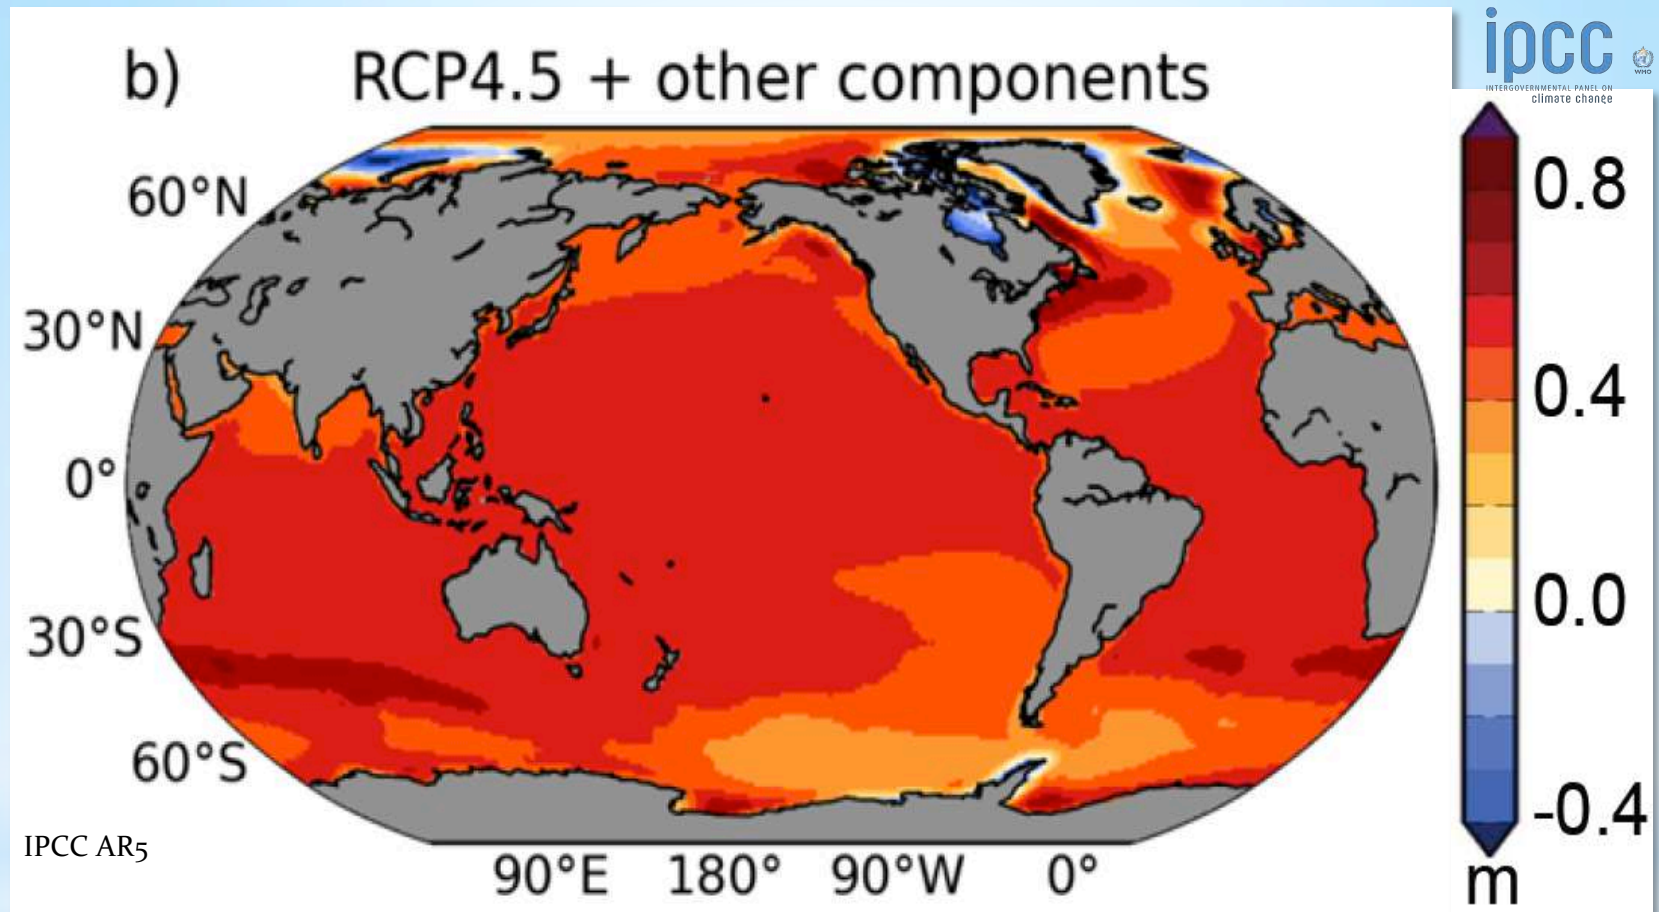 b) RCP4.5 + other components
ipcc
WHO
INTERGOVERNMENTAL PANEL ON
climate change
60°N
30°N
0°
30°S
60°S
90°E 180° 90°W 0°
0.8
0.4
0.0
-0.4
m
IPCC AR5